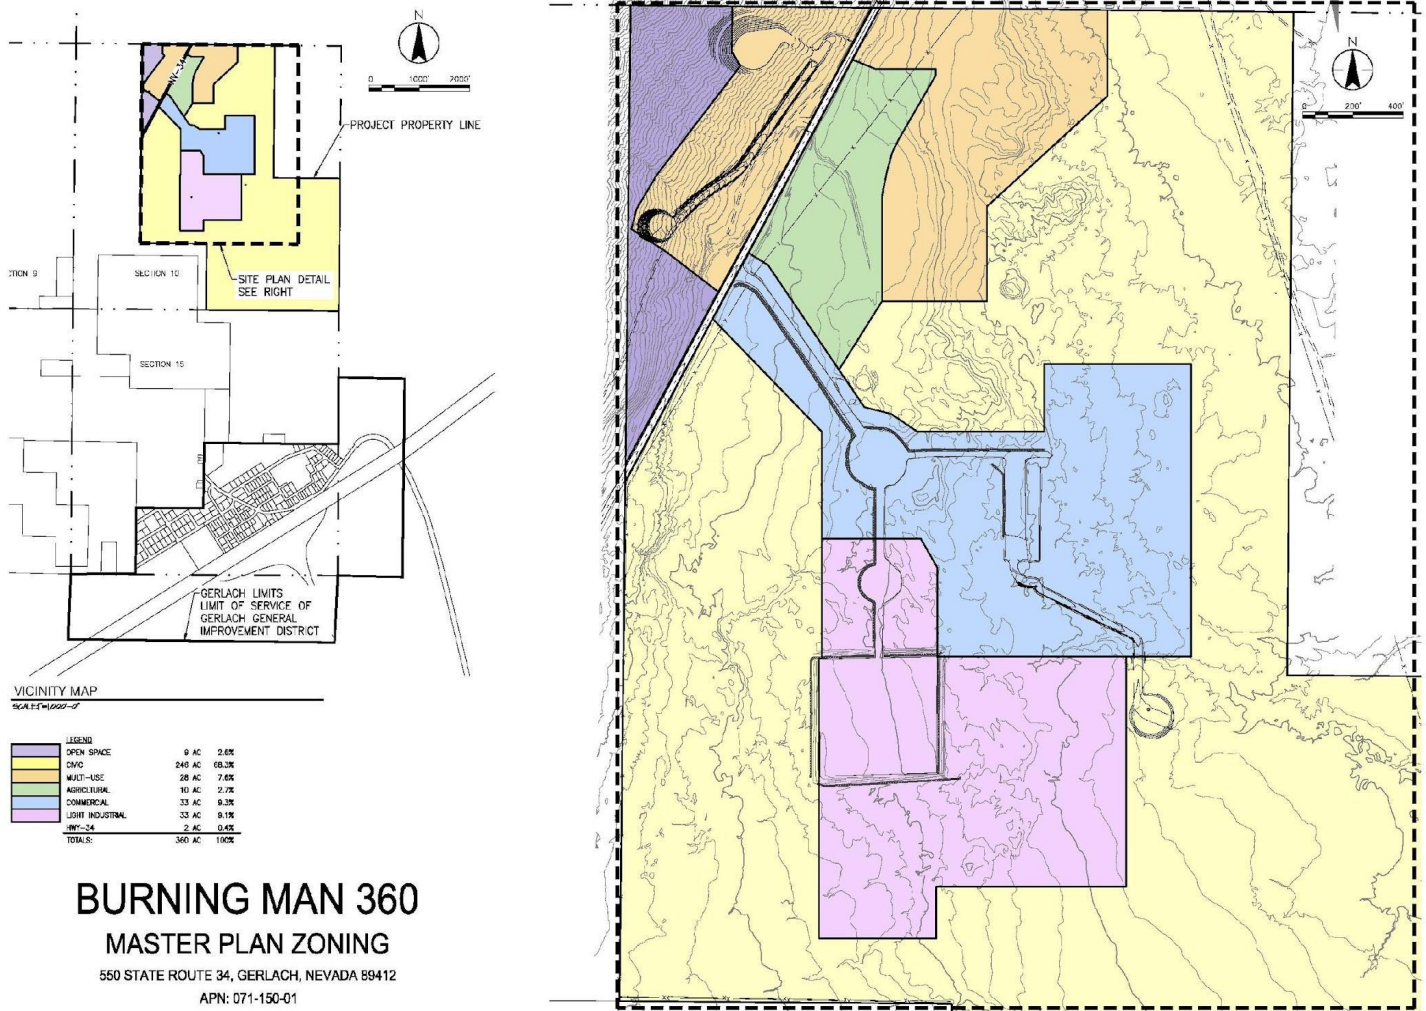 N
0 1000' 2000'
NV-34
PROJECT PROPERTY LINE
SITE PLAN DETAIL
SEE RIGHT
SECTION 10
SECTION 15
GERLACH LIMITS
LIMIT OF SERVICE OF
GERLACH GENERAL
IMPROVEMENT DISTRICT
VICINITY MAP
LEGEND
OPEN SPACE 9 AC 2.6%
CIVIC 246 AC 68.3%
MULTI-USE 28 AC 7.6%
AGRICULTURAL 10 AC 2.7%
COMMERCIAL 33 AC 9.3%
LIGHT INDUSTRIAL 33 AC 9.1%
HWY-34 2 AC 0.4%
TOTALS: 360 AC 100%
BURNING MAN 360
MASTER PLAN ZONING
550 STATE ROUTE 34, GERLACH, NEVADA 89412
APN: 071-150-01
N
0 200' 400'